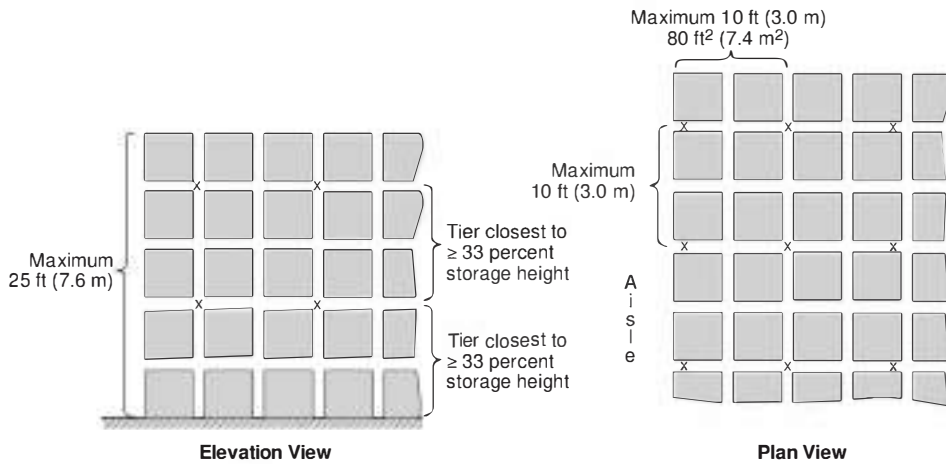 Maximum
25 ft (7.6 m)
x x
Tier closest to
≥ 33 percent
storage height
x x
Tier closest to
≥ 33 percent
storage height
Elevation View
Maximum 10 ft (3.0 m)
80 ft² (7.4 m²)
x x x
Maximum
10 ft (3.0 m)
x x x
A
i
s
l
e
x x x
Plan View